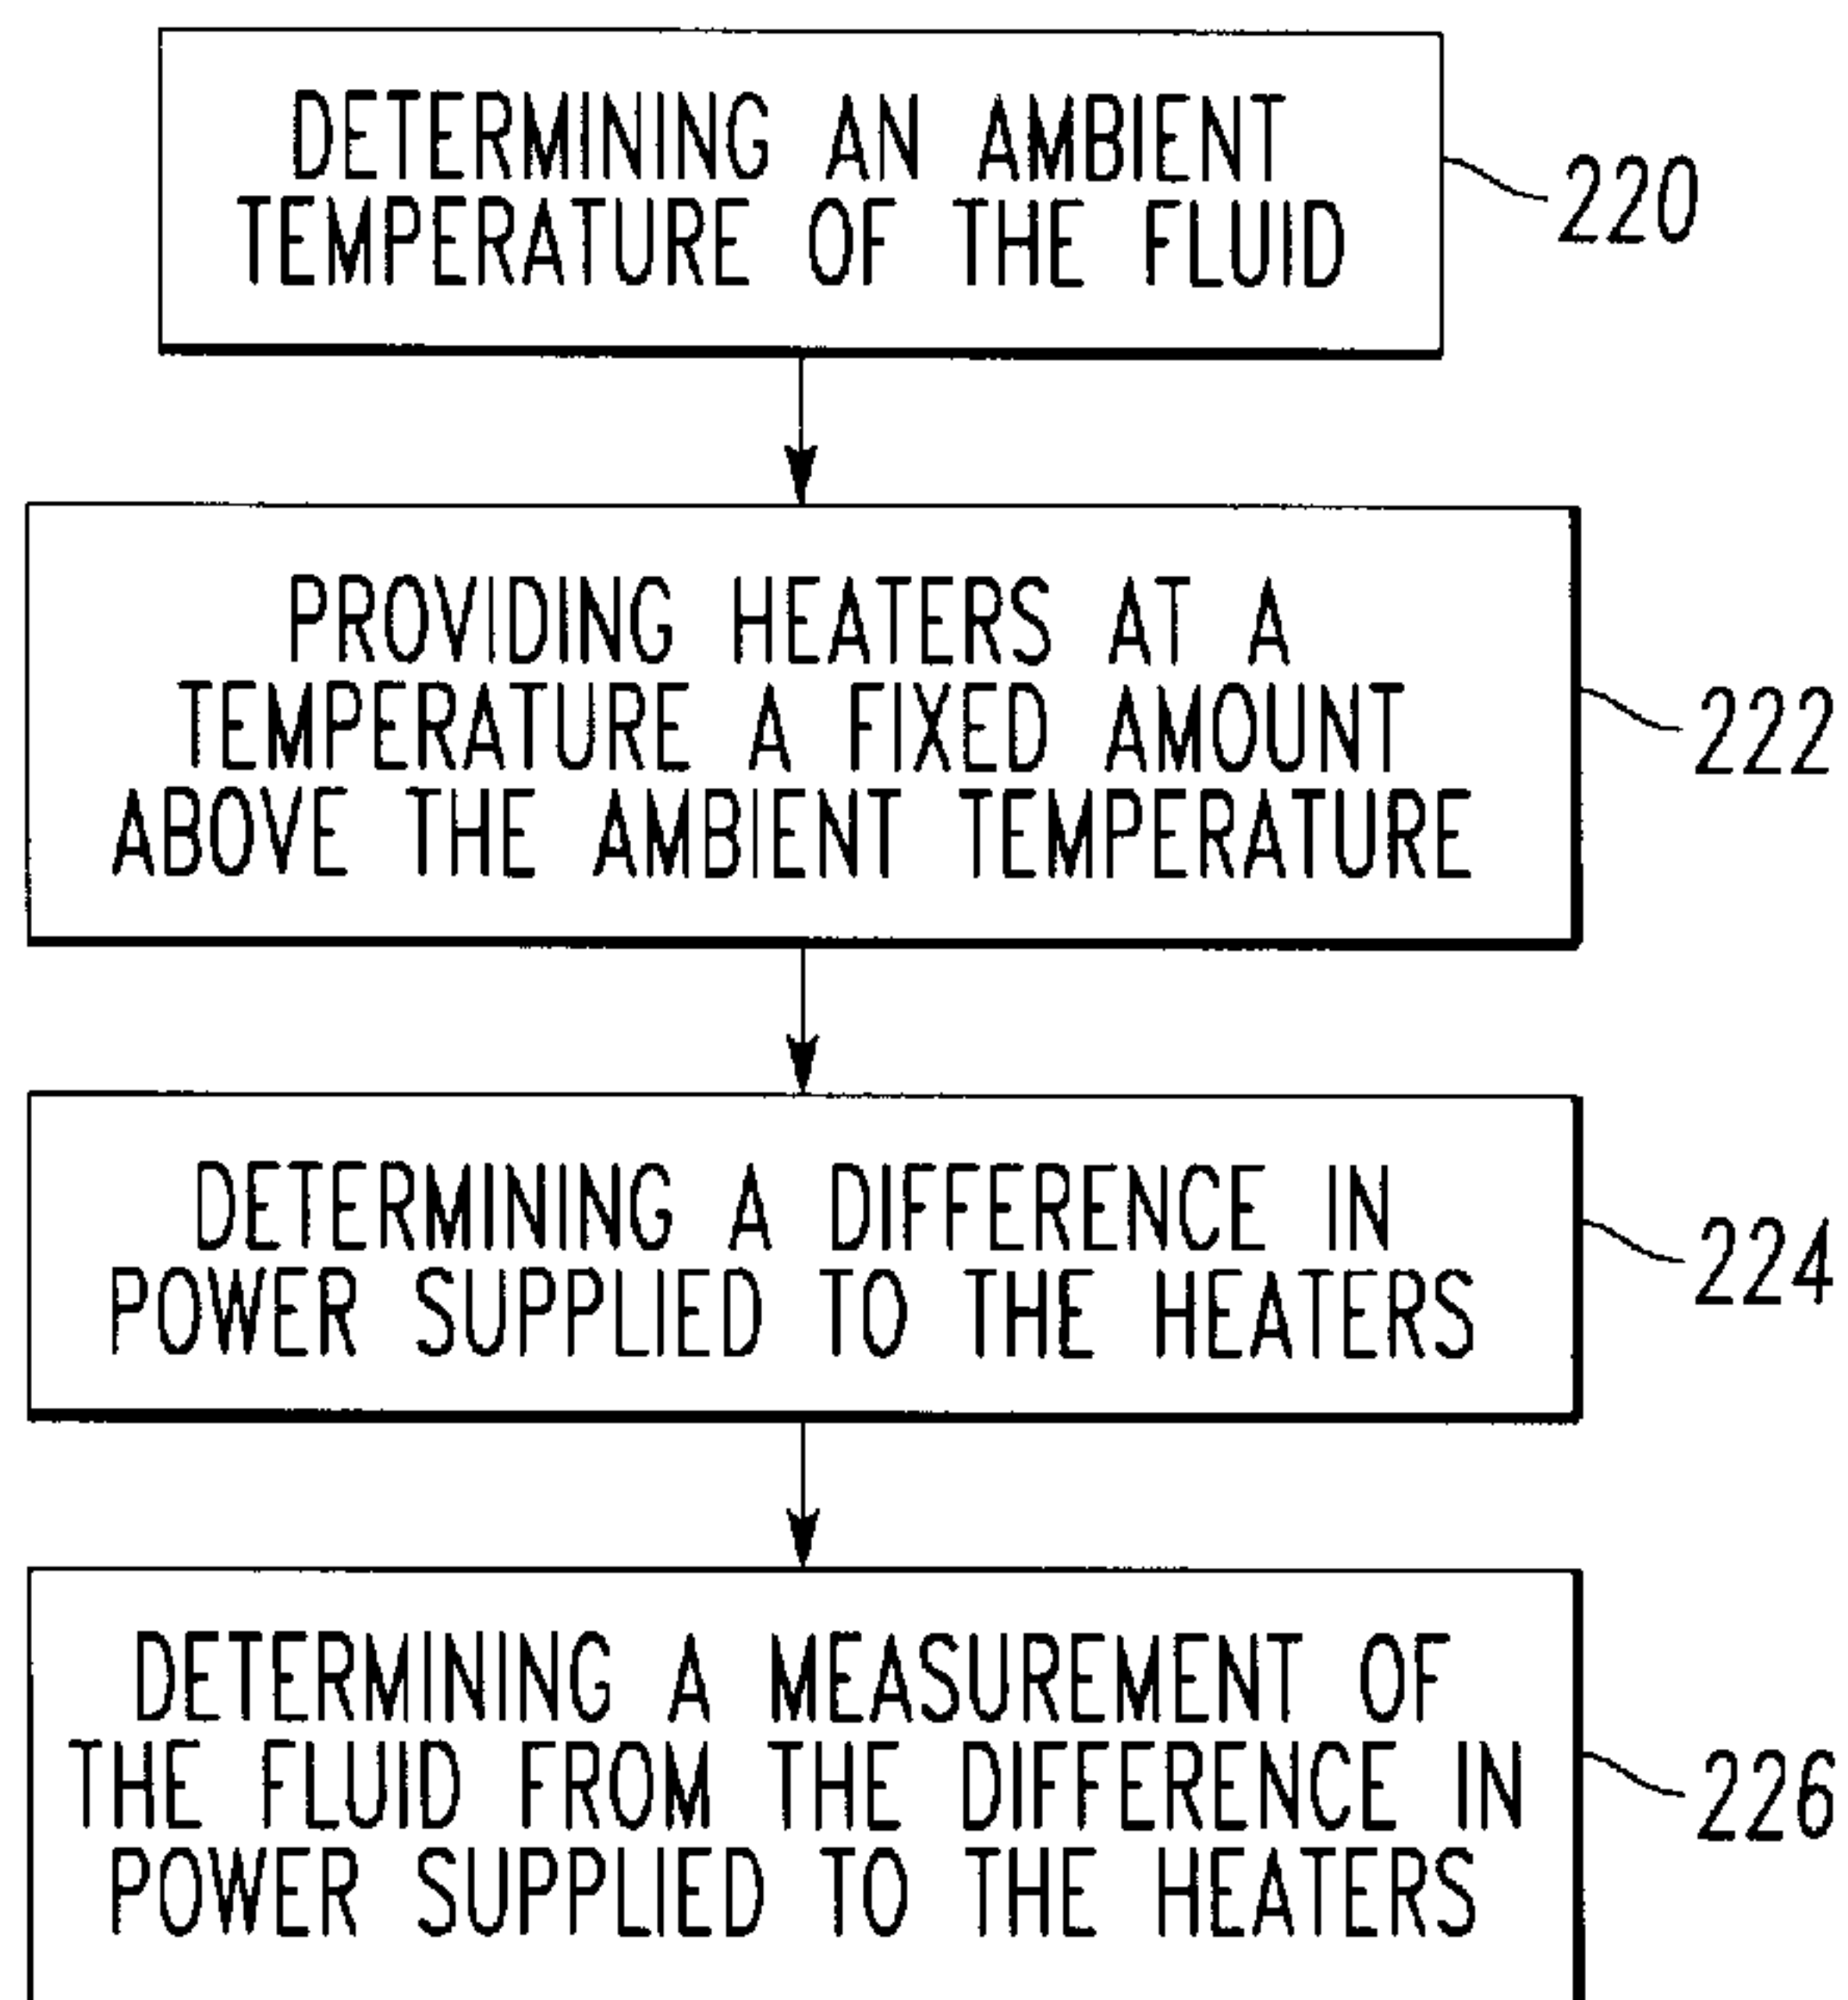 DETERMINING AN AMBIENT
TEMPERATURE OF THE FLUID
220
PROVIDING HEATERS AT A
TEMPERATURE A FIXED AMOUNT
ABOVE THE AMBIENT TEMPERATURE
222
DETERMINING A DIFFERENCE IN
POWER SUPPLIED TO THE HEATERS
224
DETERMINING A MEASUREMENT OF
THE FLUID FROM THE DIFFERENCE IN
POWER SUPPLIED TO THE HEATERS
226